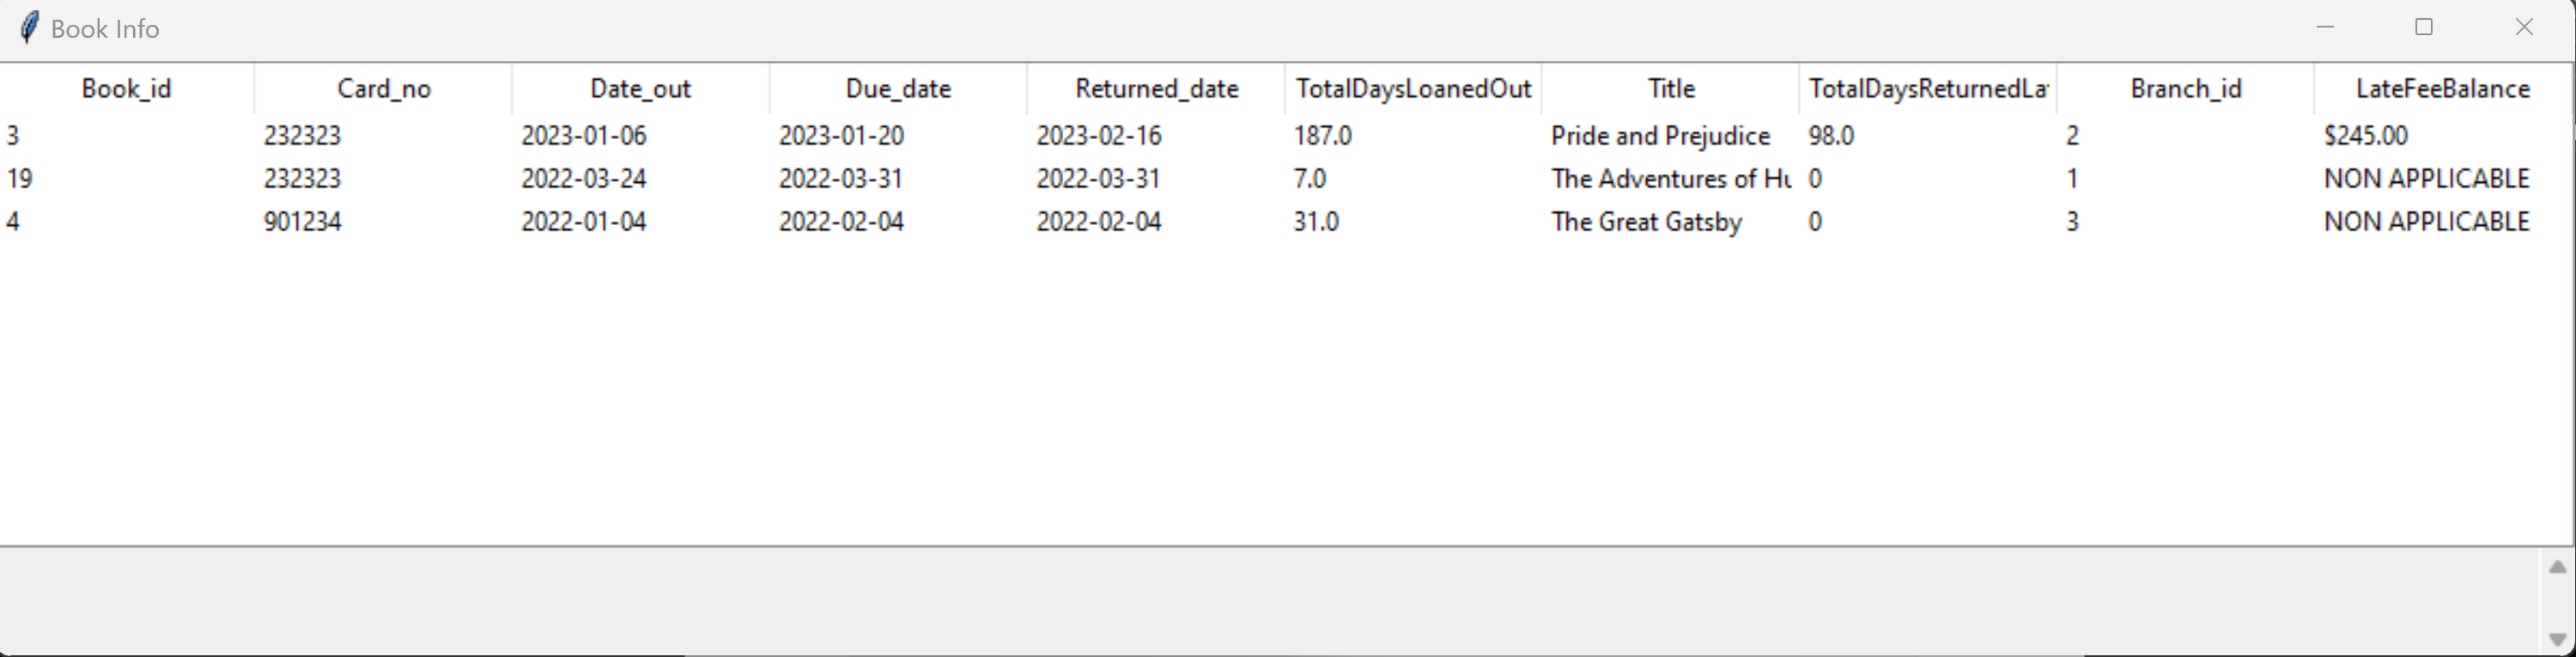 Book Info
Book_id Card_no Date_out Due_date Returned_date TotalDaysLoanedOut Title TotalDaysReturnedLa Branch_id LateFeeBalance
3 232323 2023-01-06 2023-01-20 2023-02-16 187.0 Pride and Prejudice 98.0 2 $245.00
19 232323 2022-03-24 2022-03-31 2022-03-31 7.0 The Adventures of Hu 0 1 NON APPLICABLE
4 901234 2022-01-04 2022-02-04 2022-02-04 31.0 The Great Gatsby 0 3 NON APPLICABLE